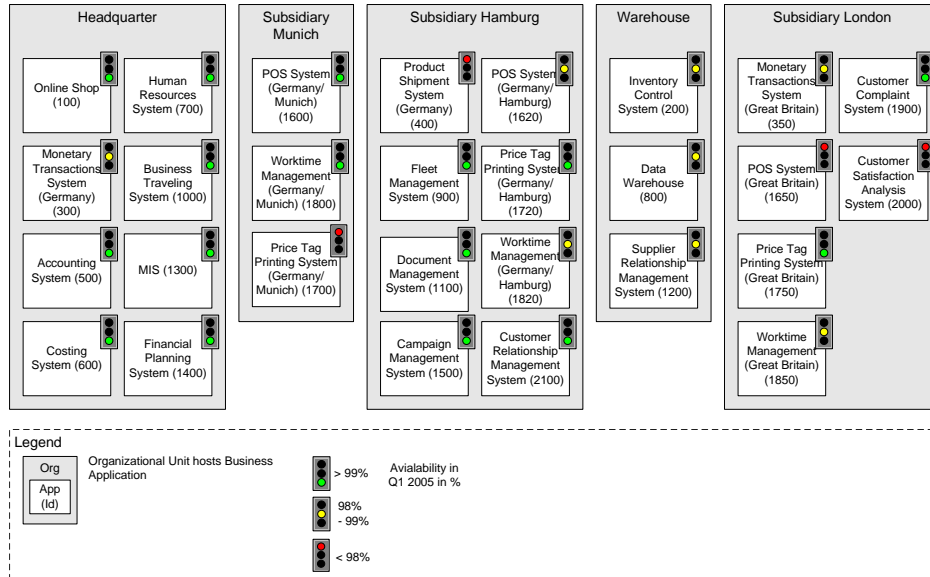 Headquarter
Online Shop
(100)
Human
Resources
System (700)
Monetary
Transactions
System
(Germany)
(300)
Business
Traveling
System (1000)
Accounting
System (500)
MIS (1300)
Costing
System (600)
Financial
Planning
System (1400)
Subsidiary
Munich
POS System
(Germany/
Munich)
(1600)
Worktime
Management
(Germany/
Munich) (1800)
Price Tag
Printing System
(Germany/
Munich) (1700)
Subsidiary Hamburg
Product
Shipment
System
(Germany)
(400)
POS System
(Germany/
Hamburg)
(1620)
Fleet
Management
System (900)
Price Tag
Printing System
(Germany/
Hamburg)
(1720)
Document
Management
System (1100)
Worktime
Management
(Germany/
Hamburg)
(1820)
Campaign
Management
System (1500)
Customer
Relationship
Management
System (2100)
Warehouse
Inventory
Control
System (200)
Data
Warehouse
(800)
Supplier
Relationship
Management
System (1200)
Subsidiary London
Monetary
Transactions
System
(Great Britain)
(350)
Customer
Complaint
System (1900)
POS System
(Great Britain)
(1650)
Customer
Satisfaction
Analysis
System (2000)
Price Tag
Printing System
(Great Britain)
(1750)
Worktime
Management
(Great Britain)
(1850)
Legend
Org
App
(Id)
Organizational Unit hosts Business
Application
> 99%
98%
- 99%
< 98%
Avialability in
Q1 2005 in %